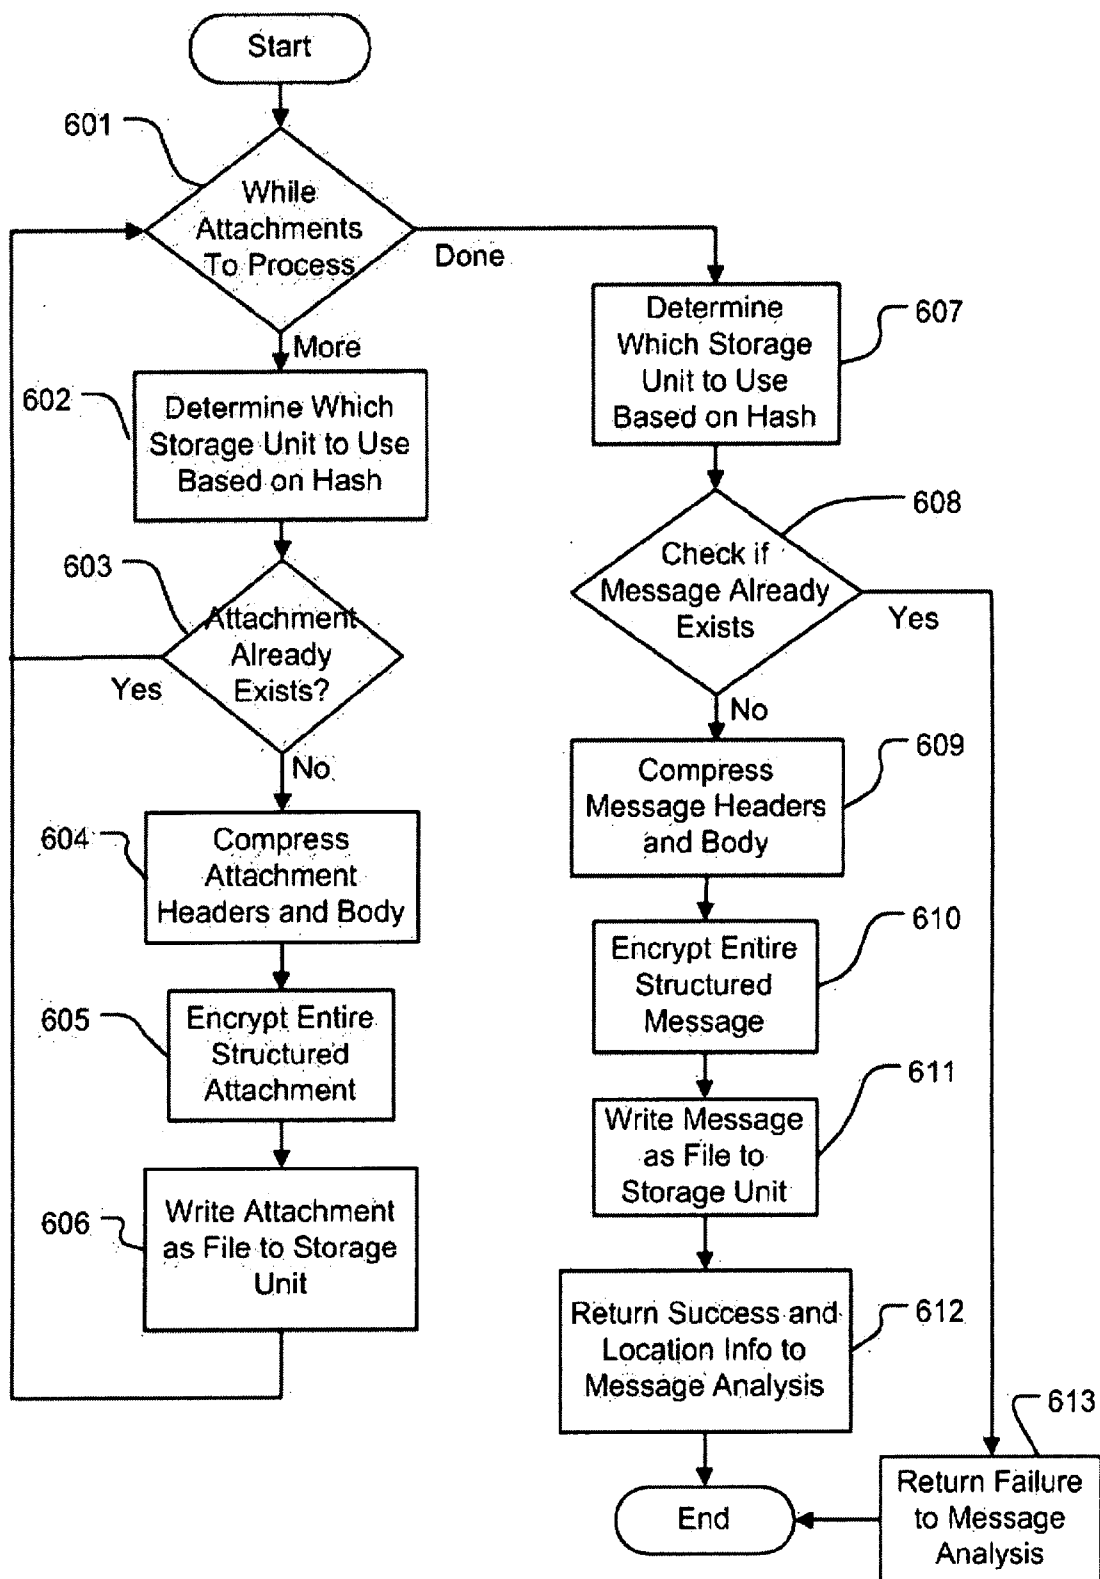 Start
601
While
Attachments
To Process
Done
More
602
Determine Which
Storage Unit to Use
Based on Hash
603
Attachment
Already
Exists?
Yes
No
604
Compress
Attachment
Headers and Body
605
Encrypt Entire
Structured
Attachment
606
Write Attachment
as File to Storage
Unit
607
Determine
Which Storage
Unit to Use
Based on Hash
608
Check if
Message Already
Exists
Yes
No
609
Compress
Message Headers
and Body
610
Encrypt Entire
Structured
Message
611
Write Message
as File to
Storage Unit
612
Return Success and
Location Info to
Message Analysis
613
Return Failure
to Message
Analysis
End